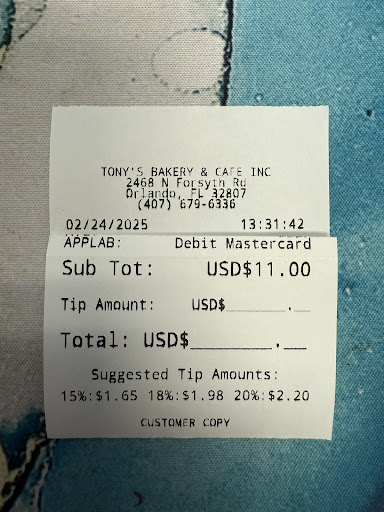 TONY'S BAKERY & CAFE INC
2468 N Forsyth Rd
Orlando, FL 32807
(407) 679-6336
02/24/2025 13:31:42
APPLAB: Debit Mastercard
Sub Tot: USD$11.00
Tip Amount: USD$_______.__
Total: USD$________.__
Suggested Tip Amounts:
15%:$1.65 18%:$1.98 20%:$2.20
CUSTOMER COPY